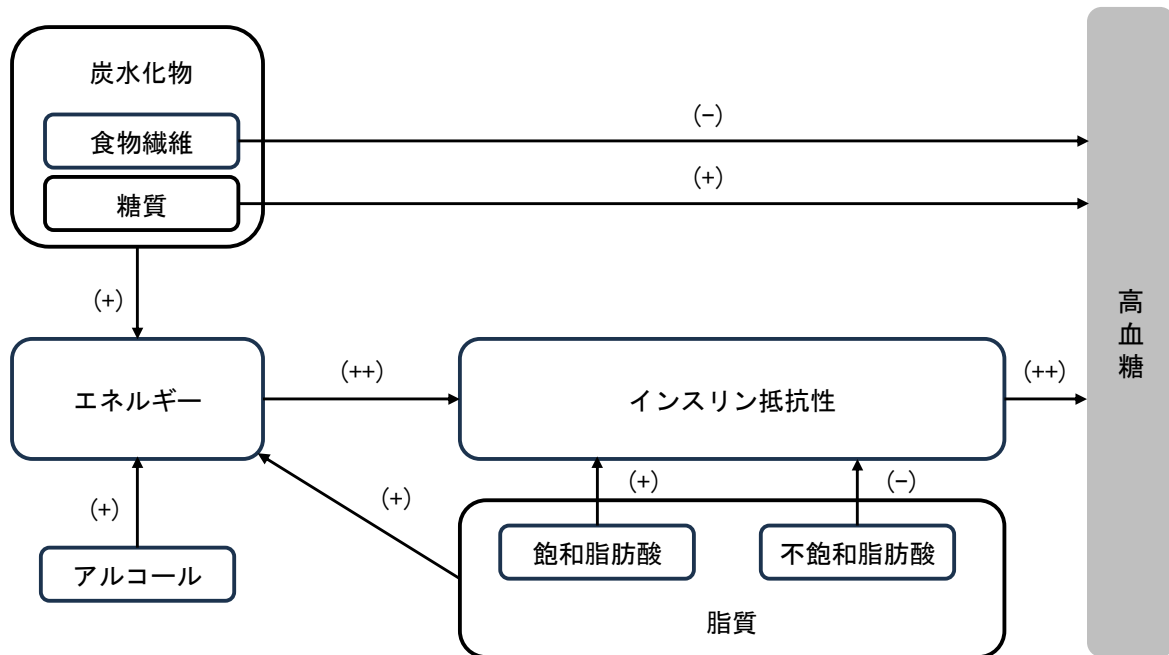 炭水化物
食物繊維
(−)
糖質
(+)
(+)
高血糖
エネルギー
(++)
インスリン抵抗性
(++)
(+)
アルコール
(+)
(+)
(−)
飽和脂肪酸
不飽和脂肪酸
脂質